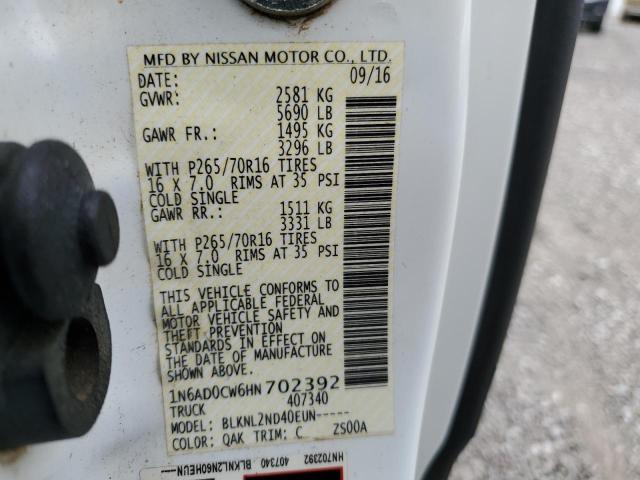 MFD BY NISSAN MOTOR CO., LTD.
DATE: 09/16
GVWR: 2581 KG
5690 LB
GAWR FR.: 1495 KG
3296 LB
WITH P265/70R16 TIRES
16 X 7.0 RIMS AT 35 PSI
COLD SINGLE
GAWR RR.: 1511 KG
3331 LB
WITH P265/70R16 TIRES
16 X 7.0 RIMS AT 35 PSI
COLD SINGLE
THIS VEHICLE CONFORMS TO
ALL APPLICABLE FEDERAL
MOTOR VEHICLE SAFETY AND
THEFT PREVENTION
STANDARDS IN EFFECT ON
THE DATE OF MANUFACTURE
SHOWN ABOVE.
1N6AD0CW6HN702392
TRUCK 407340
MODEL: BLKNL2ND40EUN-----
COLOR: QAK TRIM: C ZS00A
HN702392
407340 BLKL2N60HEUN---